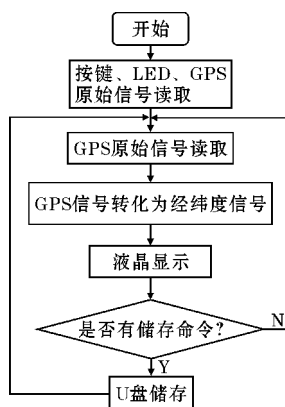 开始
按键、LED、GPS
原始信号读取
GPS原始信号读取
GPS信号转化为经纬度信号
液晶显示
是否有储存命令?
N
Y
U盘储存